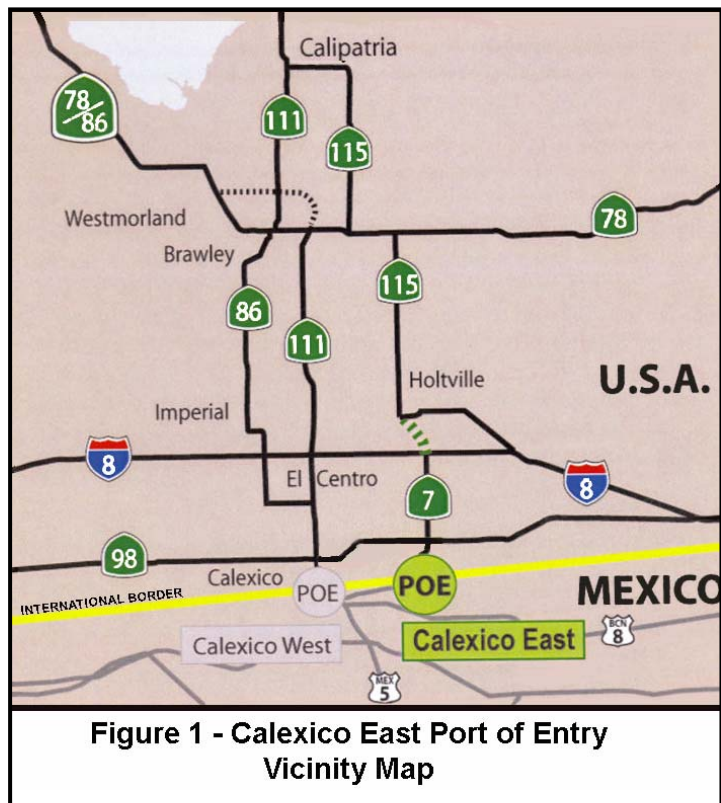 Calipatria
78/86
111
115
Westmorland
78
Brawley
115
86
111
Holtville
U.S.A.
Imperial
8
El Centro
8
7
98
Calexico
POE
POE
MEXICO
INTERNATIONAL BORDER
Calexico West
Calexico East
BCN
8
MEX
5
Figure 1 - Calexico East Port of Entry
Vicinity Map